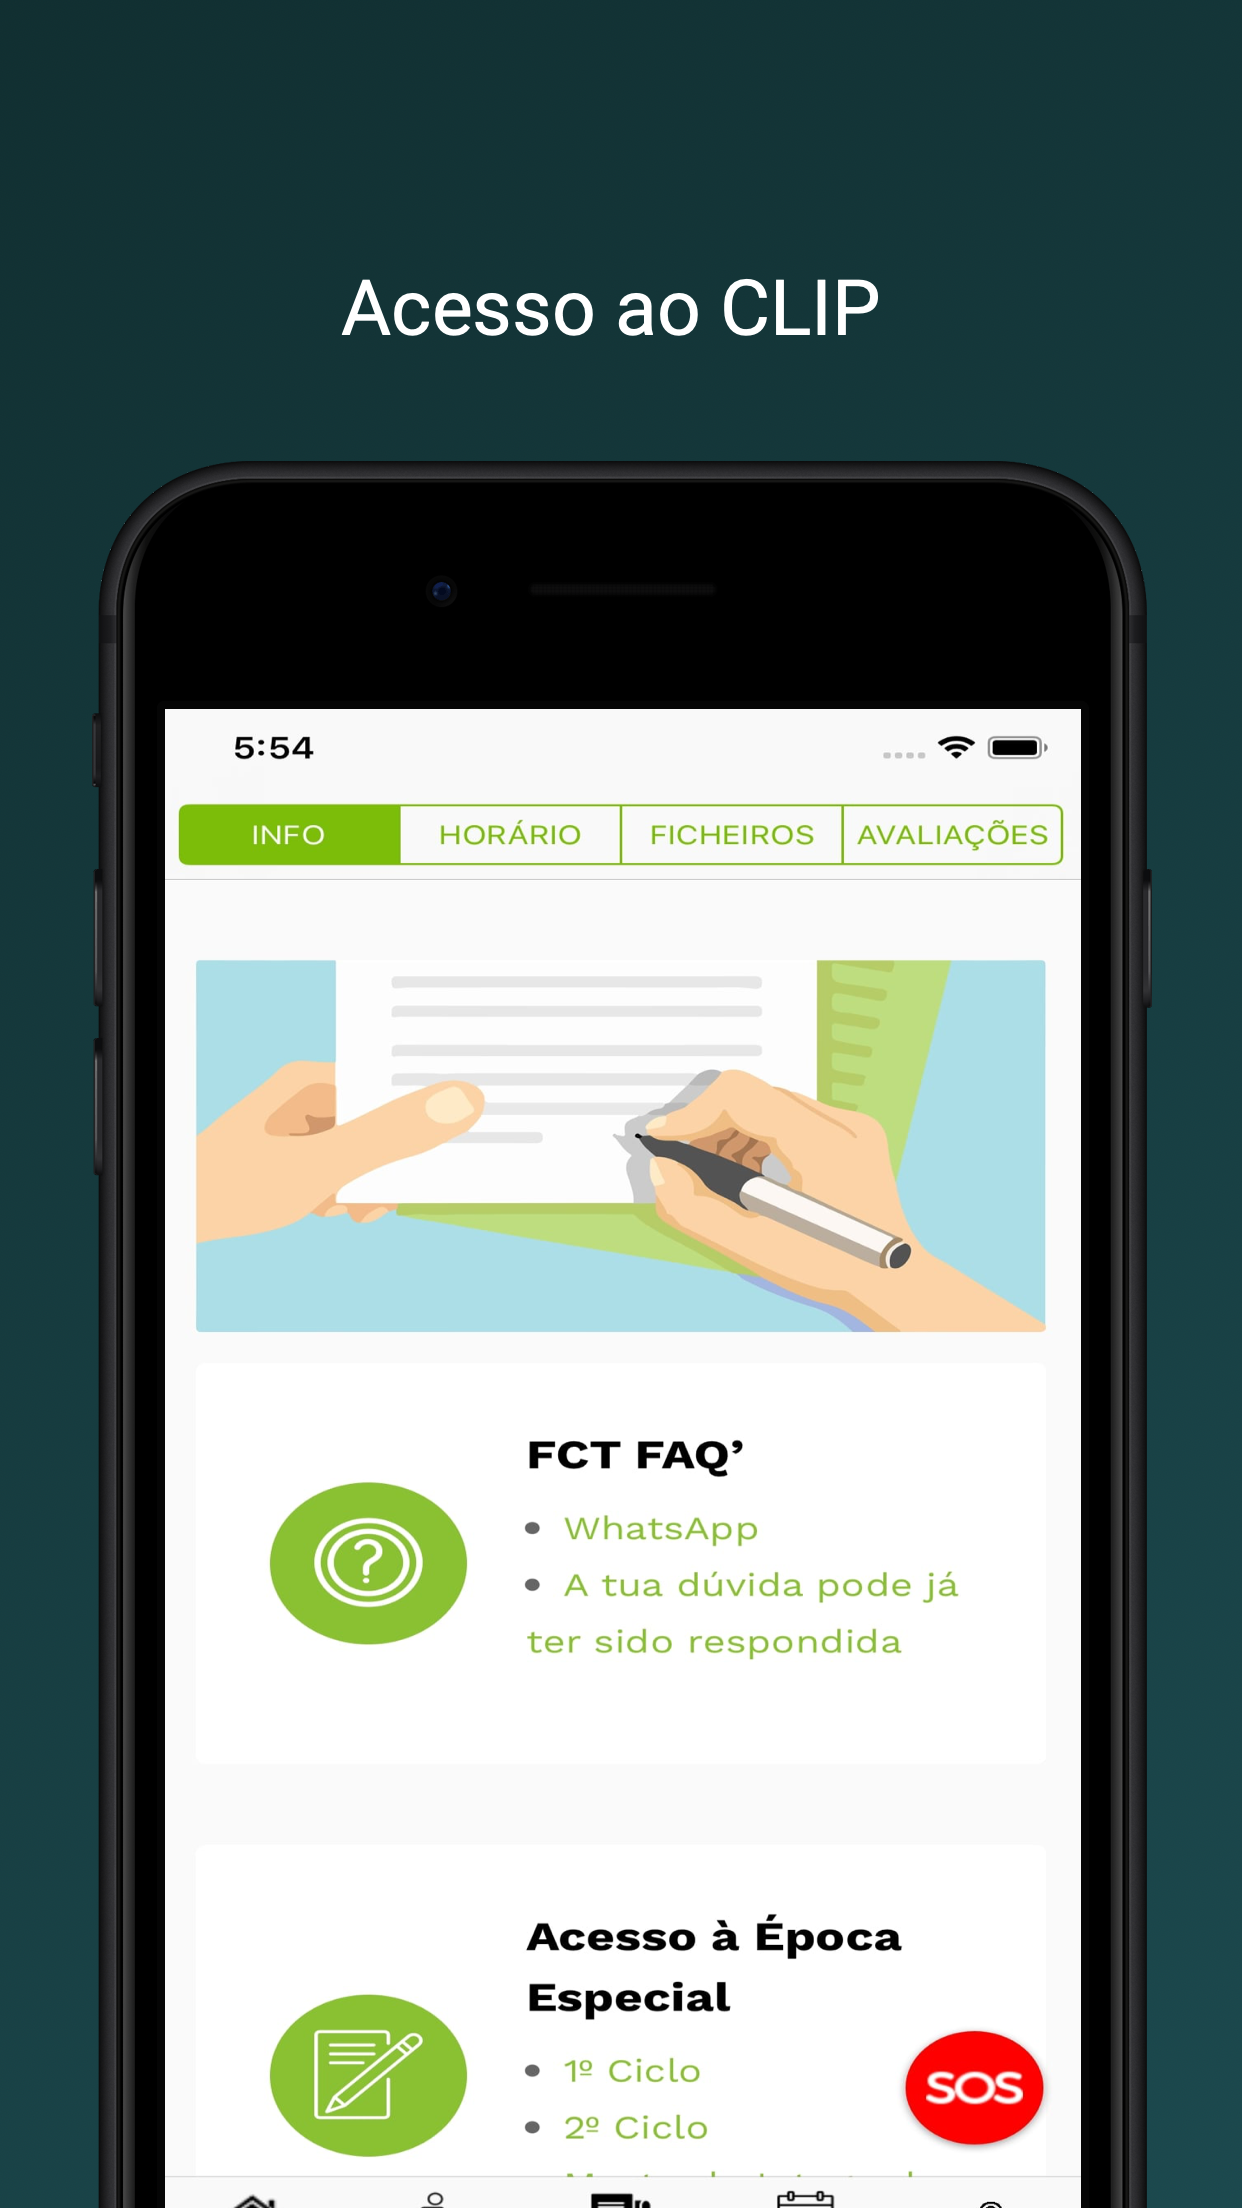 Acesso ao CLIP
5:54
INFO HORÁRIO FICHEIROS AVALIAÇÕES
FCT FAQ’
• WhatsApp
• A tua dúvida pode já
ter sido respondida
Acesso à Época
Especial
• 1º Ciclo
• 2º Ciclo
SOS